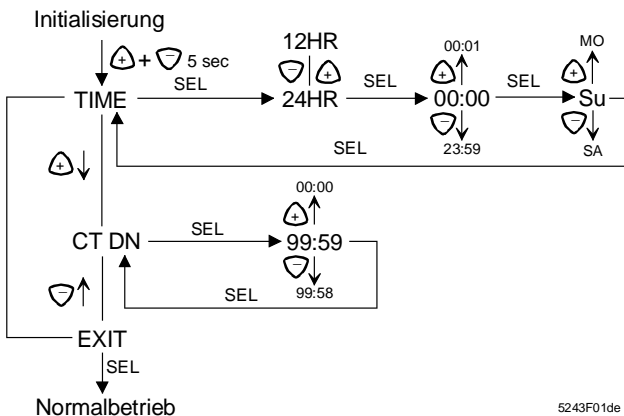 Initialisierung
+ + − 5 sec
12HR
− +
24HR
00:01
+
00:00
−
23:59
MO
+
Su
−
SA
TIME
SEL
SEL
SEL
SEL
+
00:00
+
99:59
−
99:58
CT DN
SEL
SEL
−
EXIT
SEL
Normalbetrieb
5243F01de